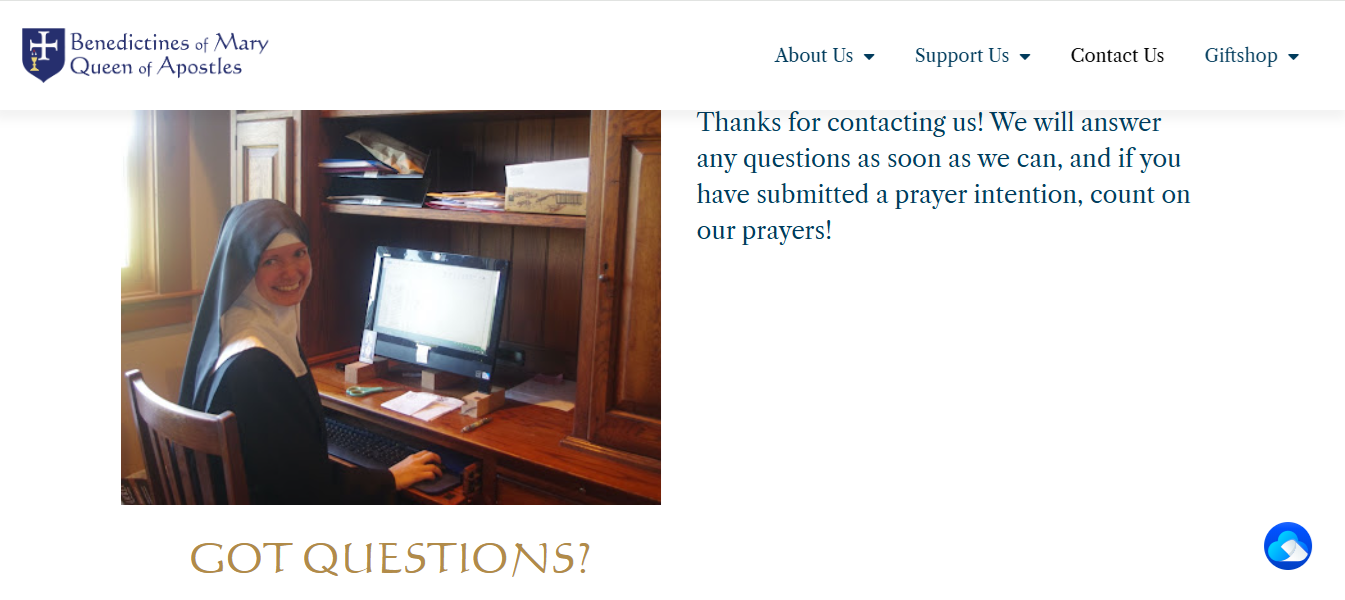 Benedictines of Mary
Queen of Apostles
About Us
Support Us
Contact Us
Giftshop
Thanks for contacting us! We will answer
any questions as soon as we can, and if you
have submitted a prayer intention, count on
our prayers!
GOT QUESTIONS?